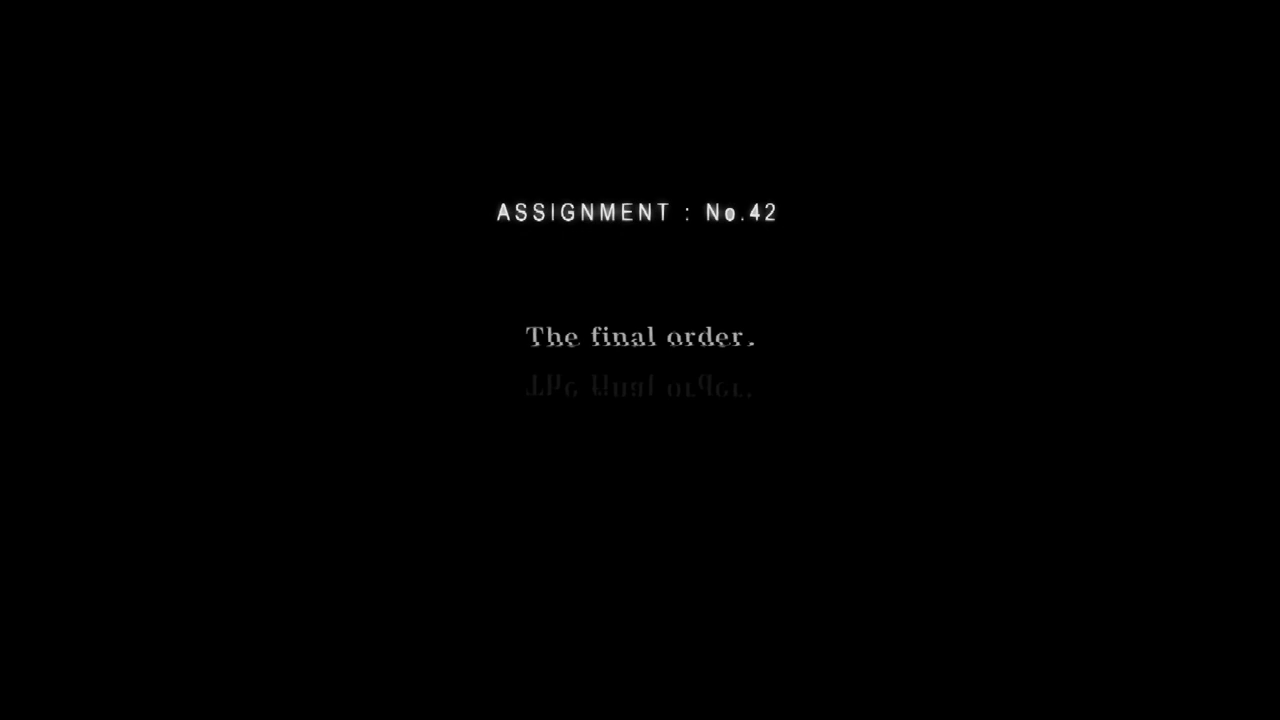 ASSIGNMENT : No.42
The final order.